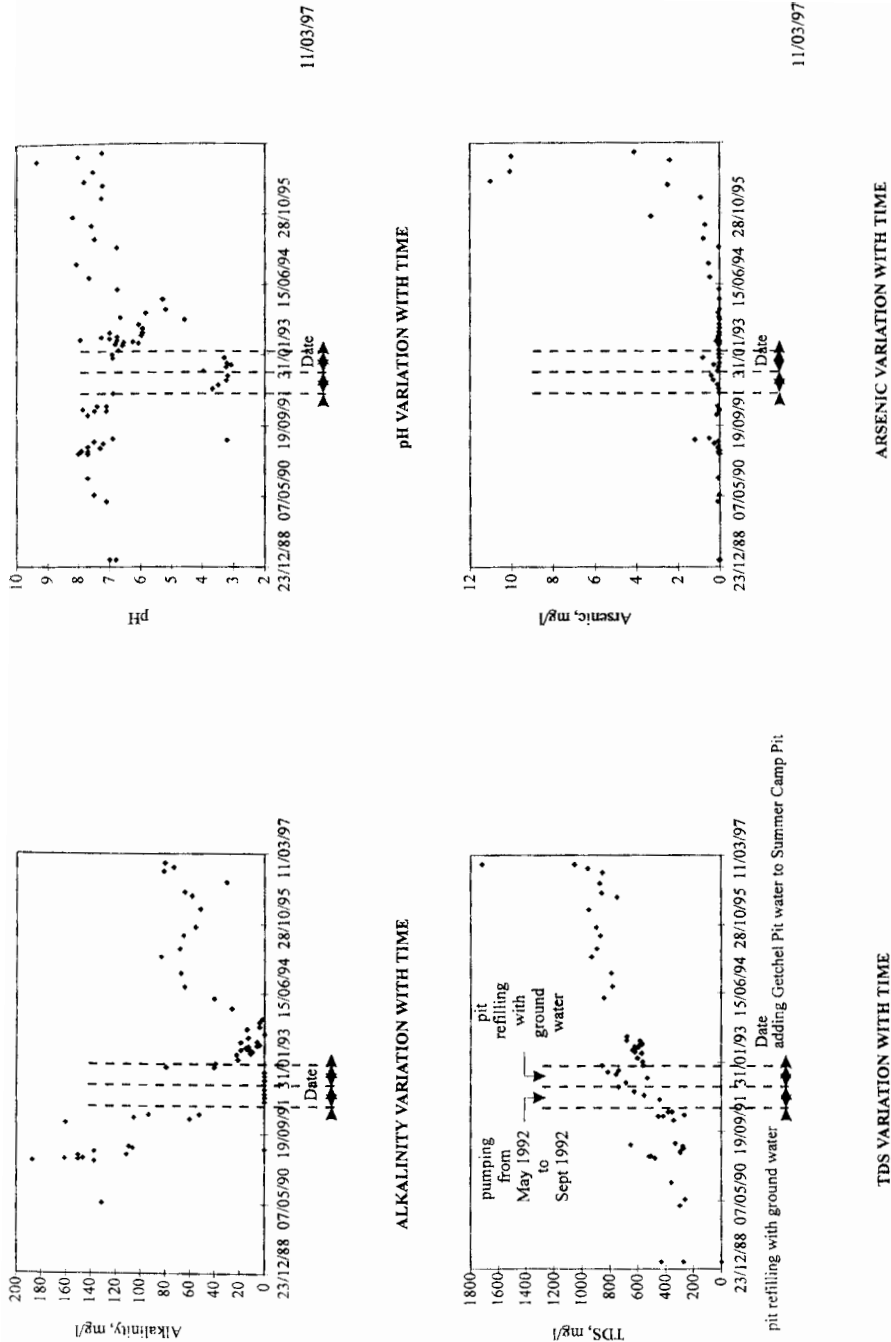 200
180
160
140
120
100
80
60
40
20
0
Alkalinity, mg/l
23/12/88 07/05/90 19/09/91 31/01/93 15/06/94 28/10/95 11/03/97
Date
ALKALINITY VARIATION WITH TIME
10
9
8
7
6
5
4
3
2
pH
23/12/88 07/05/90 19/09/91 31/01/93 15/06/94 28/10/95
11/03/97
Date
pH VARIATION WITH TIME
1800
1600
1400
1200
1000
800
600
400
200
0
TDS, mg/l
pumping
from
May 1992
to
Sept 1992
pit
refilling
with
ground
water
23/12/88 07/05/90 19/09/91 31/01/93 15/06/94 28/10/95 11/03/97
Date
pit refilling with ground water
adding Getchel Pit water to Summer Camp Pit
TDS VARIATION WITH TIME
12
10
8
6
4
2
0
Arsenic, mg/l
23/12/88 07/05/90 19/09/91 31/01/93 15/06/94 28/10/95
11/03/97
Date
ARSENIC VARIATION WITH TIME